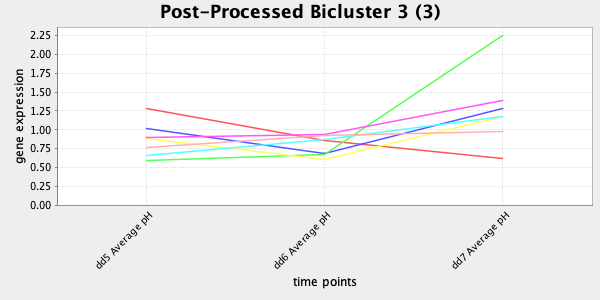 Post-Processed Bicluster 3 (3)
2.25
2.00
1.75
1.50
1.25
1.00
0.75
0.50
0.25
0.00
gene expression
dd5 Average pH
dd6 Average pH
dd7 Average pH
time points